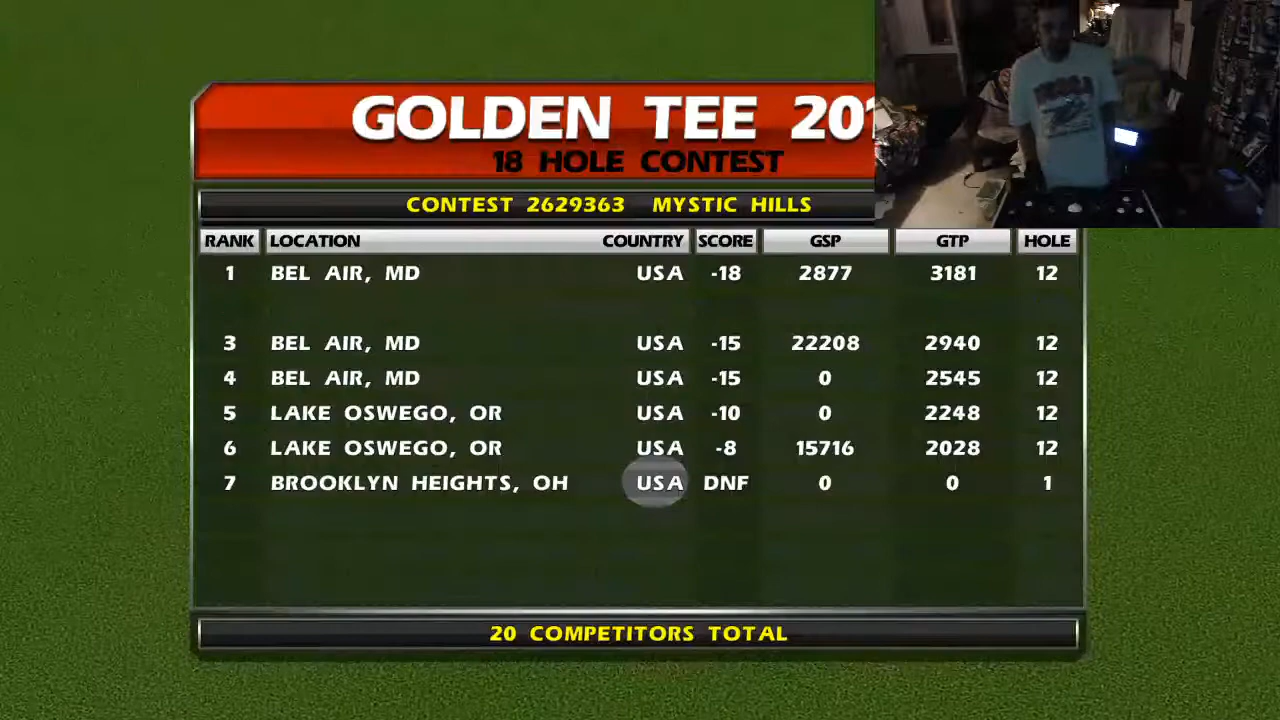 GOLDEN TEE 201
18 HOLE CONTEST
CONTEST 2629363 MYSTIC HILLS
RANK LOCATION COUNTRY SCORE GSP GTP HOLE
1 BEL AIR, MD USA -18 2877 3181 12
3 BEL AIR, MD USA -15 22208 2940 12
4 BEL AIR, MD USA -15 0 2545 12
5 LAKE OSWEGO, OR USA -10 0 2248 12
6 LAKE OSWEGO, OR USA -8 15716 2028 12
7 BROOKLYN HEIGHTS, OH USA DNF 0 0 1
20 COMPETITORS TOTAL